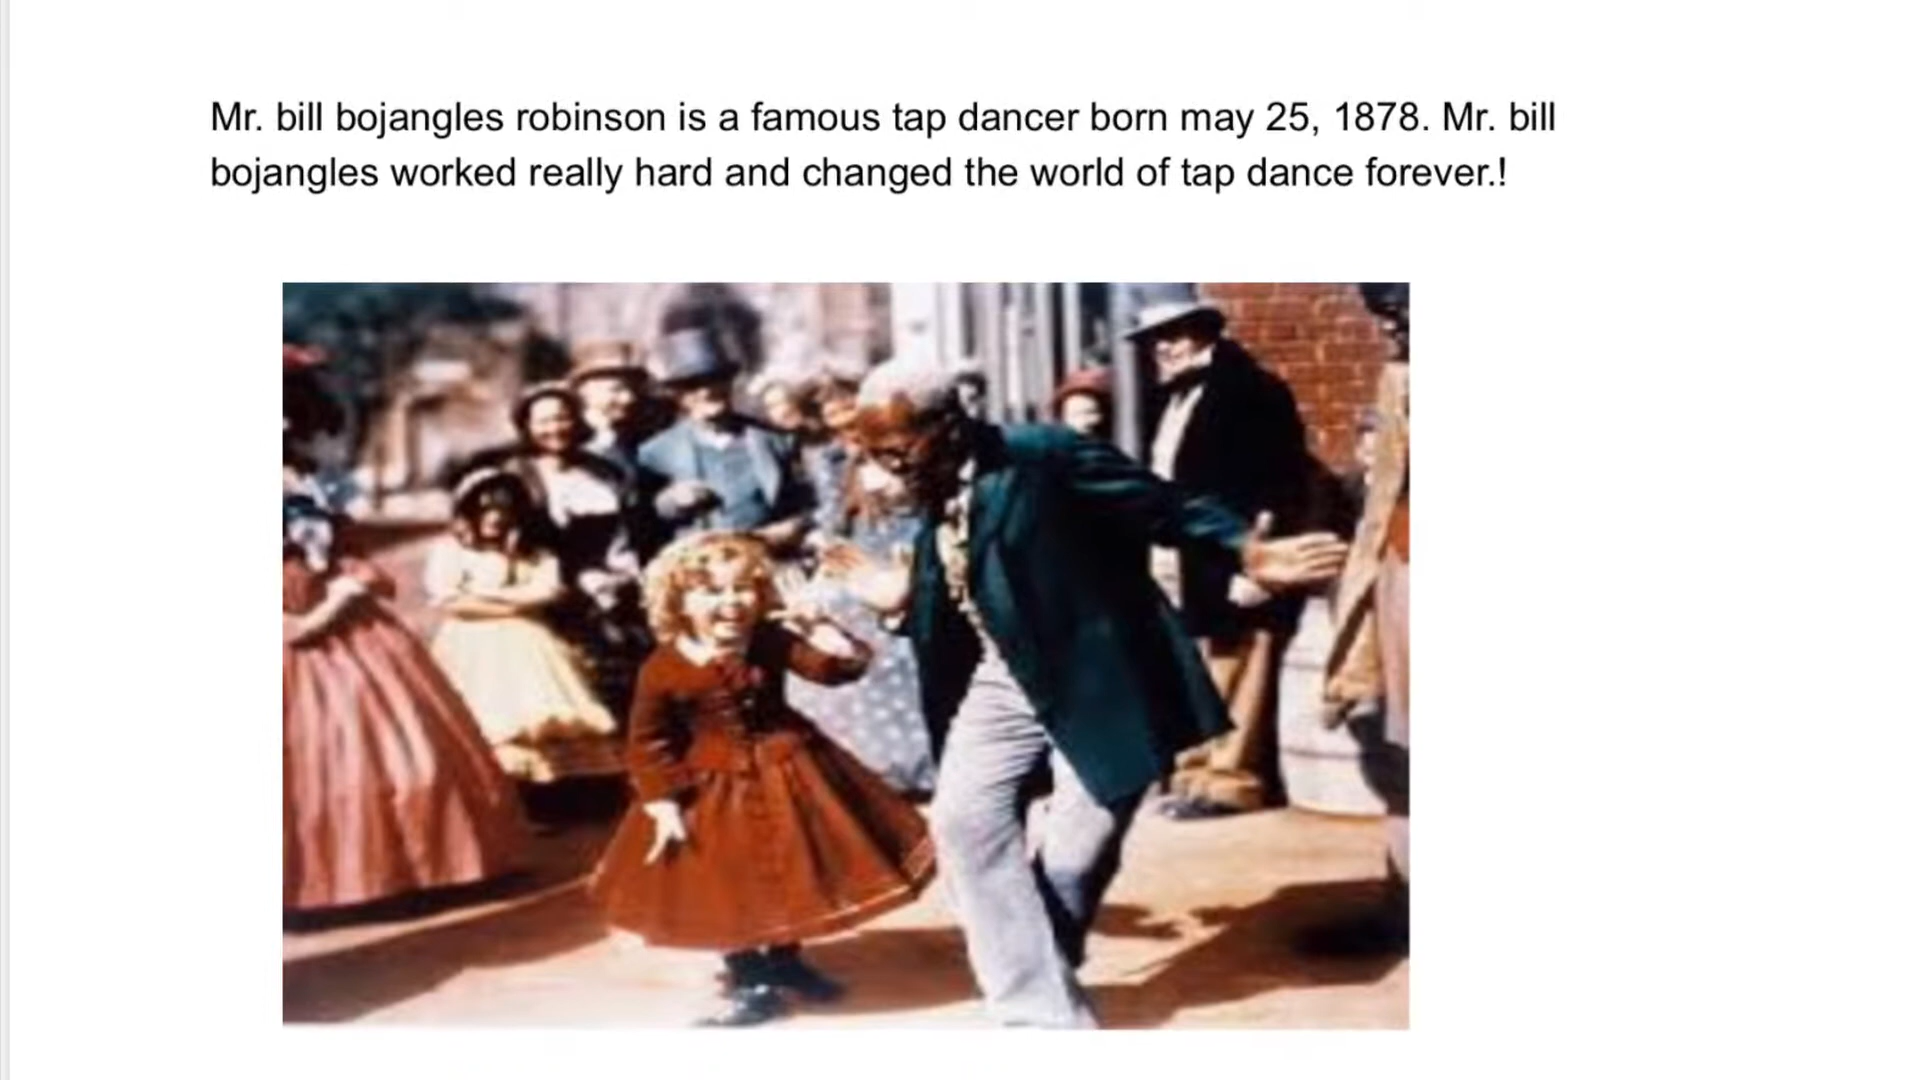 Mr. bill bojangles robinson is a famous tap dancer born may 25, 1878. Mr. bill
bojangles worked really hard and changed the world of tap dance forever.!